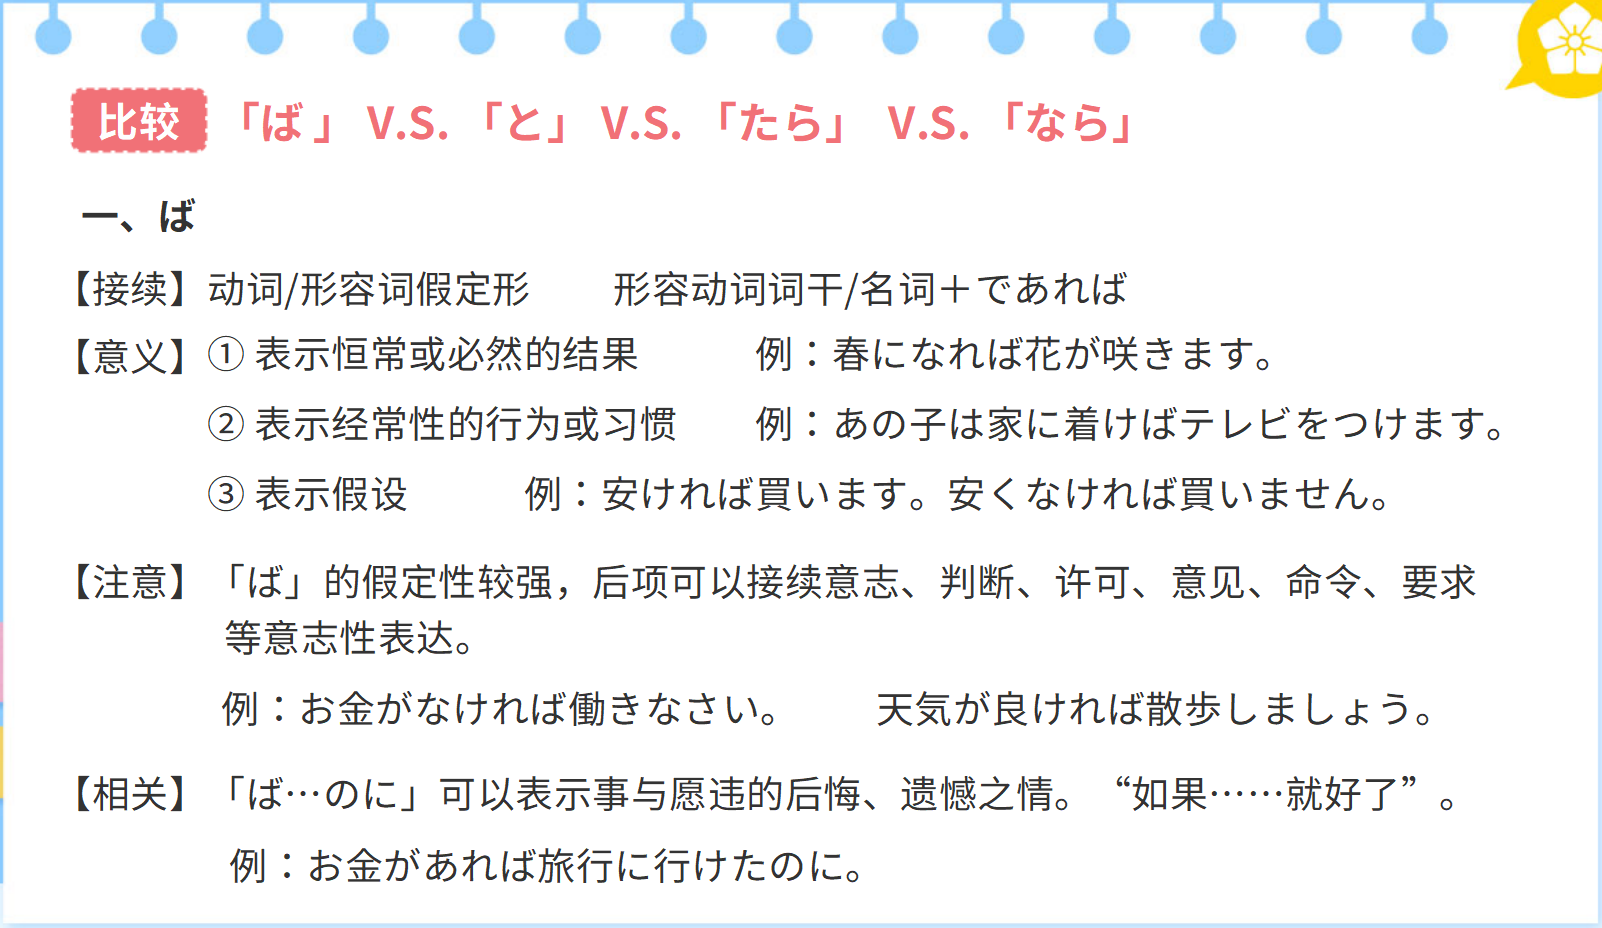 比较 「ば」 V.S. 「と」 V.S. 「たら」 V.S. 「なら」
一、ば
【接续】动词/形容词假定形 形容动词词干/名词＋であれば
【意义】① 表示恒常或必然的结果 例：春になれば花が咲きます。
② 表示经常性的行为或习惯 例：あの子は家に着けばテレビをつけます。
③ 表示假设 例：安ければ買います。安くなければ買いません。
【注意】「ば」的假定性较强，后项可以接续意志、判断、许可、意见、命令、要求
等意志性表达。
例：お金がなければ働きなさい。 天気が良ければ散歩しましょう。
【相关】「ば…のに」可以表示事与愿违的后悔、遗憾之情。“如果……就好了”。
例：お金があれば旅行に行けたのに。